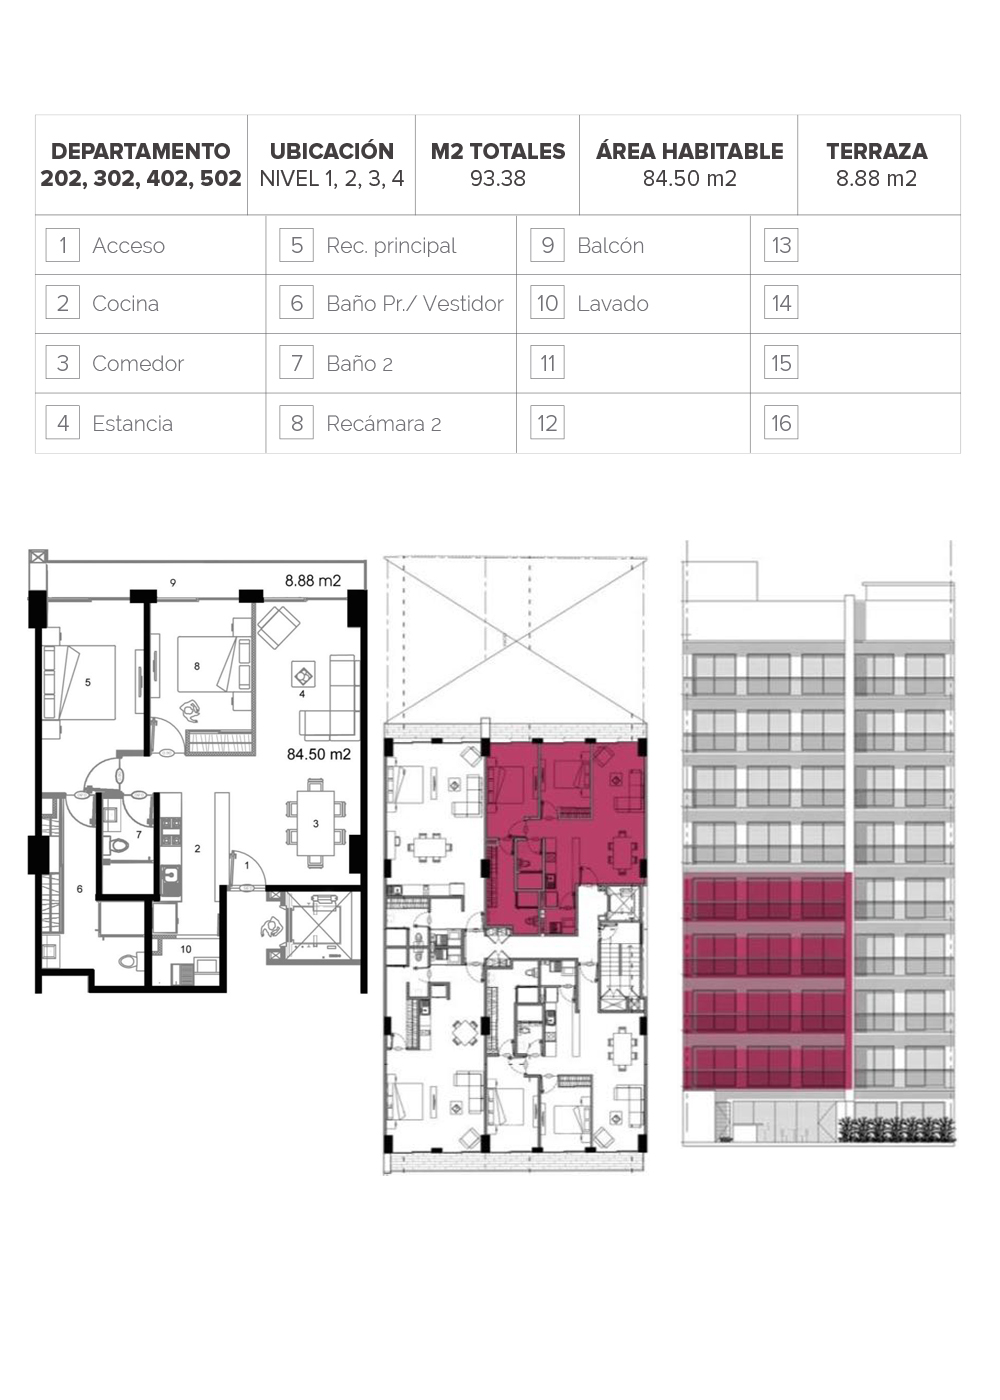 DEPARTAMENTO
202, 302, 402, 502
UBICACIÓN
NIVEL 1, 2, 3, 4
M2 TOTALES
93.38
ÁREA HABITABLE
84.50 m2
TERRAZA
8.88 m2
1 Acceso
5 Rec. principal
9 Balcón
13
2 Cocina
6 Baño Pr./ Vestidor
10 Lavado
14
3 Comedor
7 Baño 2
11
15
4 Estancia
8 Recámara 2
12
16
9
8.88 m2
8
5
4
84.50 m2
3
7
2
1
6
10